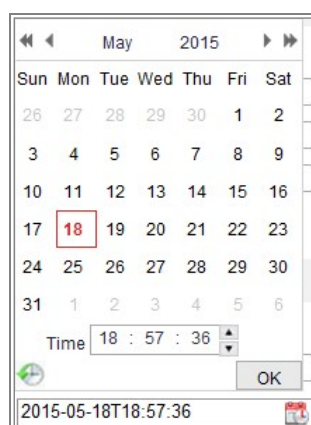 May 2015
Sun Mon Tue Wed Thu Fri Sat
26 27 28 29 30 1 2
3 4 5 6 7 8 9
10 11 12 13 14 15 16
17 18 19 20 21 22 23
24 25 26 27 28 29 30
31 1 2 3 4 5 6
Time 18 : 57 : 36
OK
2015-05-18T18:57:36